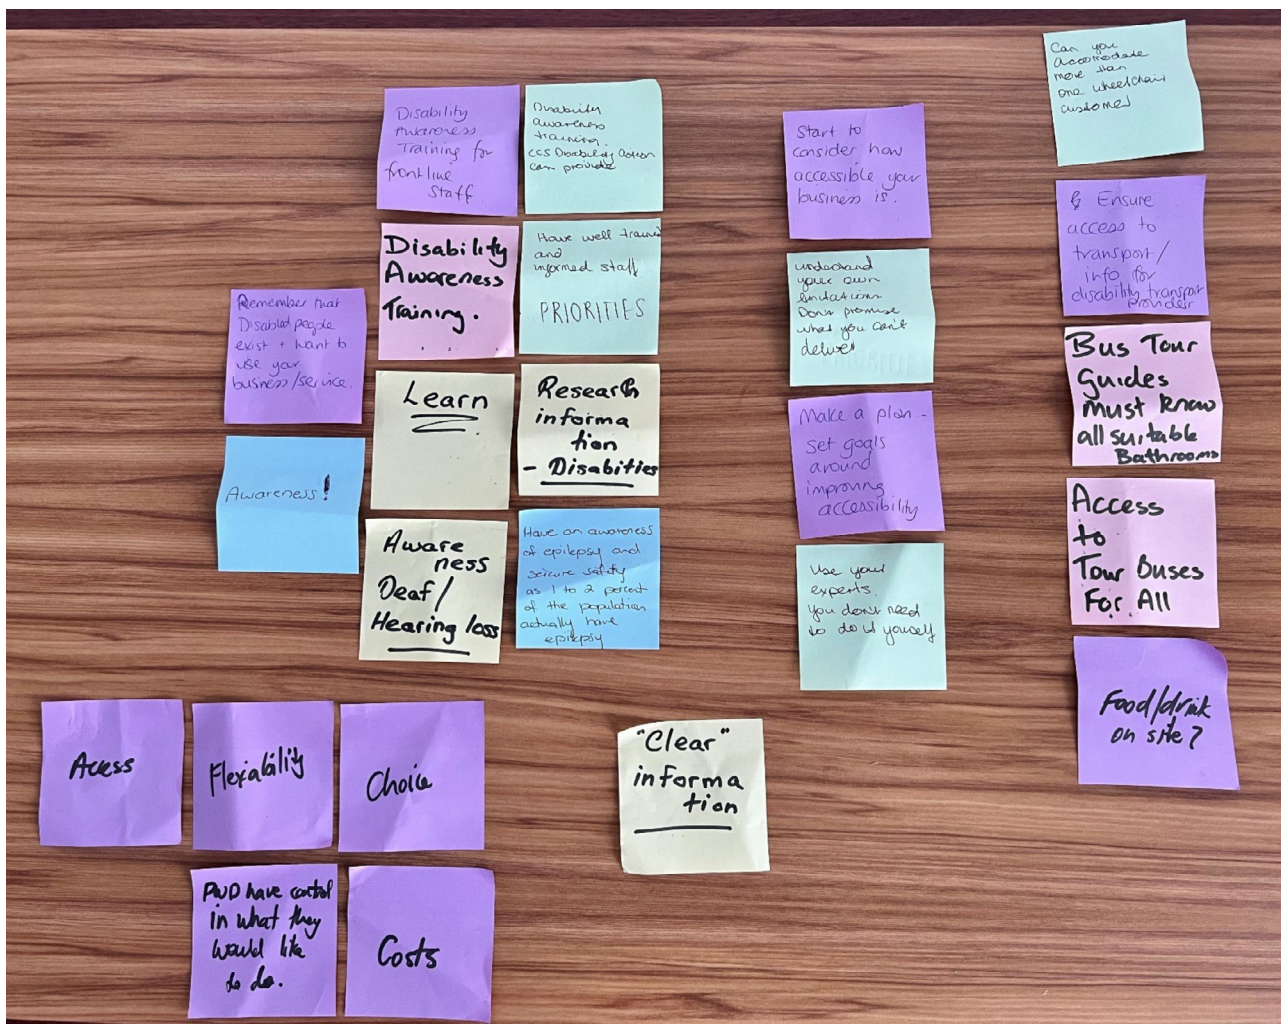 Can you
accomodate
more than
one wheelchair
customer
Disability
Awareness
Training for
frontline
Staff
Disability
awareness
training.
CCS Disability Action
can provide
Start to
consider how
accessible your
business is.
& Ensure
access to
transport/
info for
disability transport
providers
Disability
Awareness
Training.
Have well trained
and
informed staff
PRIORITIES
understand
your own
limitations
Don't promise
what you can't
deliver
Remember that
Disabled people
exist + want to
use your
business/service.
Bus Tour
Guides
must know
all suitable
Bathrooms
Learn
Research
informa
tion
- Disabities
Make a plan -
set goals
around
improving
accessibility
Awareness!
Access
to
Tour Buses
For All
Aware
ness
Deaf/
Hearing loss
Have an awareness
of epilepsy and
seizure safety
as 1 to 2 percent
of the population
actually have
epilepsy
Use your
experts.
you don't need
to do it yourself
Food/drink
on site?
Access
Flexiability
Choice
"Clear"
informa
tion
PWD have control
in what they
would like
to do.
Costs